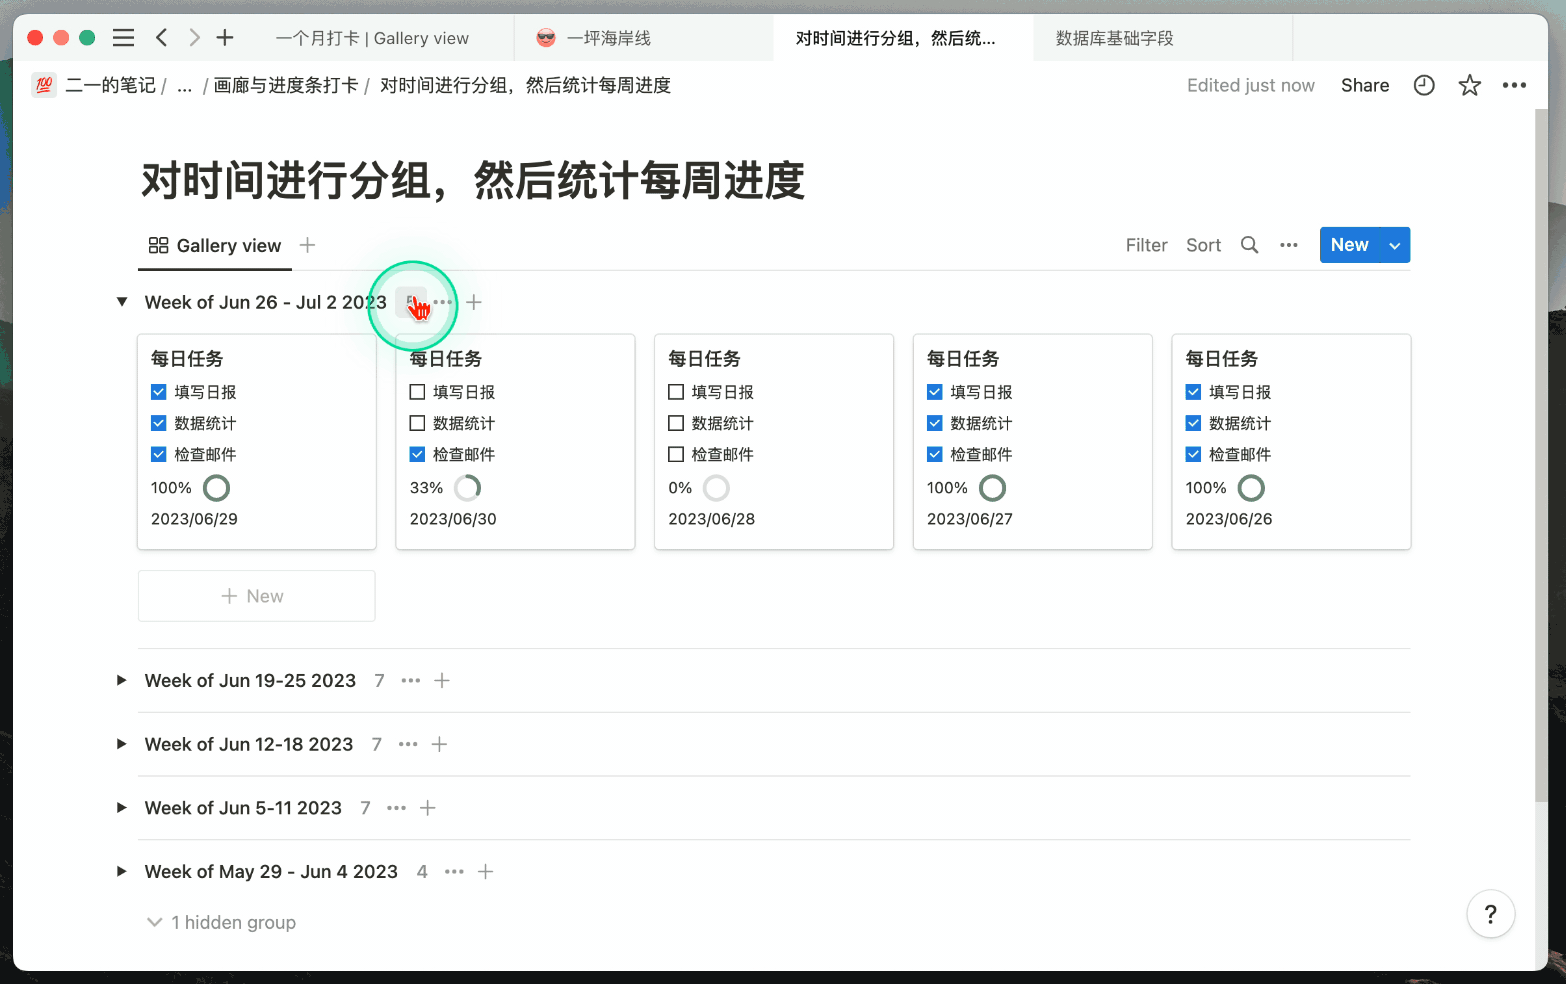 一个月打卡 | Gallery view
一坪海岸线
对时间进行分组，然后统...
数据库基础字段
二一的笔记 / ... / 画廊与进度条打卡 / 对时间进行分组，然后统计每周进度
Edited just now
Share
对时间进行分组，然后统计每周进度
Gallery view
Filter
Sort
New
Week of Jun 26 - Jul 2 2023
每日任务
填写日报
数据统计
检查邮件
100%
2023/06/29
每日任务
填写日报
数据统计
检查邮件
33%
2023/06/30
每日任务
填写日报
数据统计
检查邮件
0%
2023/06/28
每日任务
填写日报
数据统计
检查邮件
100%
2023/06/27
每日任务
填写日报
数据统计
检查邮件
100%
2023/06/26
+ New
Week of Jun 19-25 2023 7
Week of Jun 12-18 2023 7
Week of Jun 5-11 2023 7
Week of May 29 - Jun 4 2023 4
1 hidden group
?